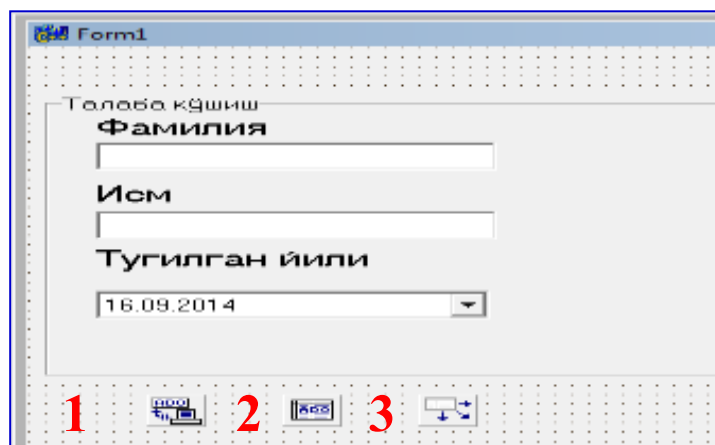 Form1
Талаба қўшиш
Фамилия
Исм
Тугилган йили
16.09.2014
1 2 3